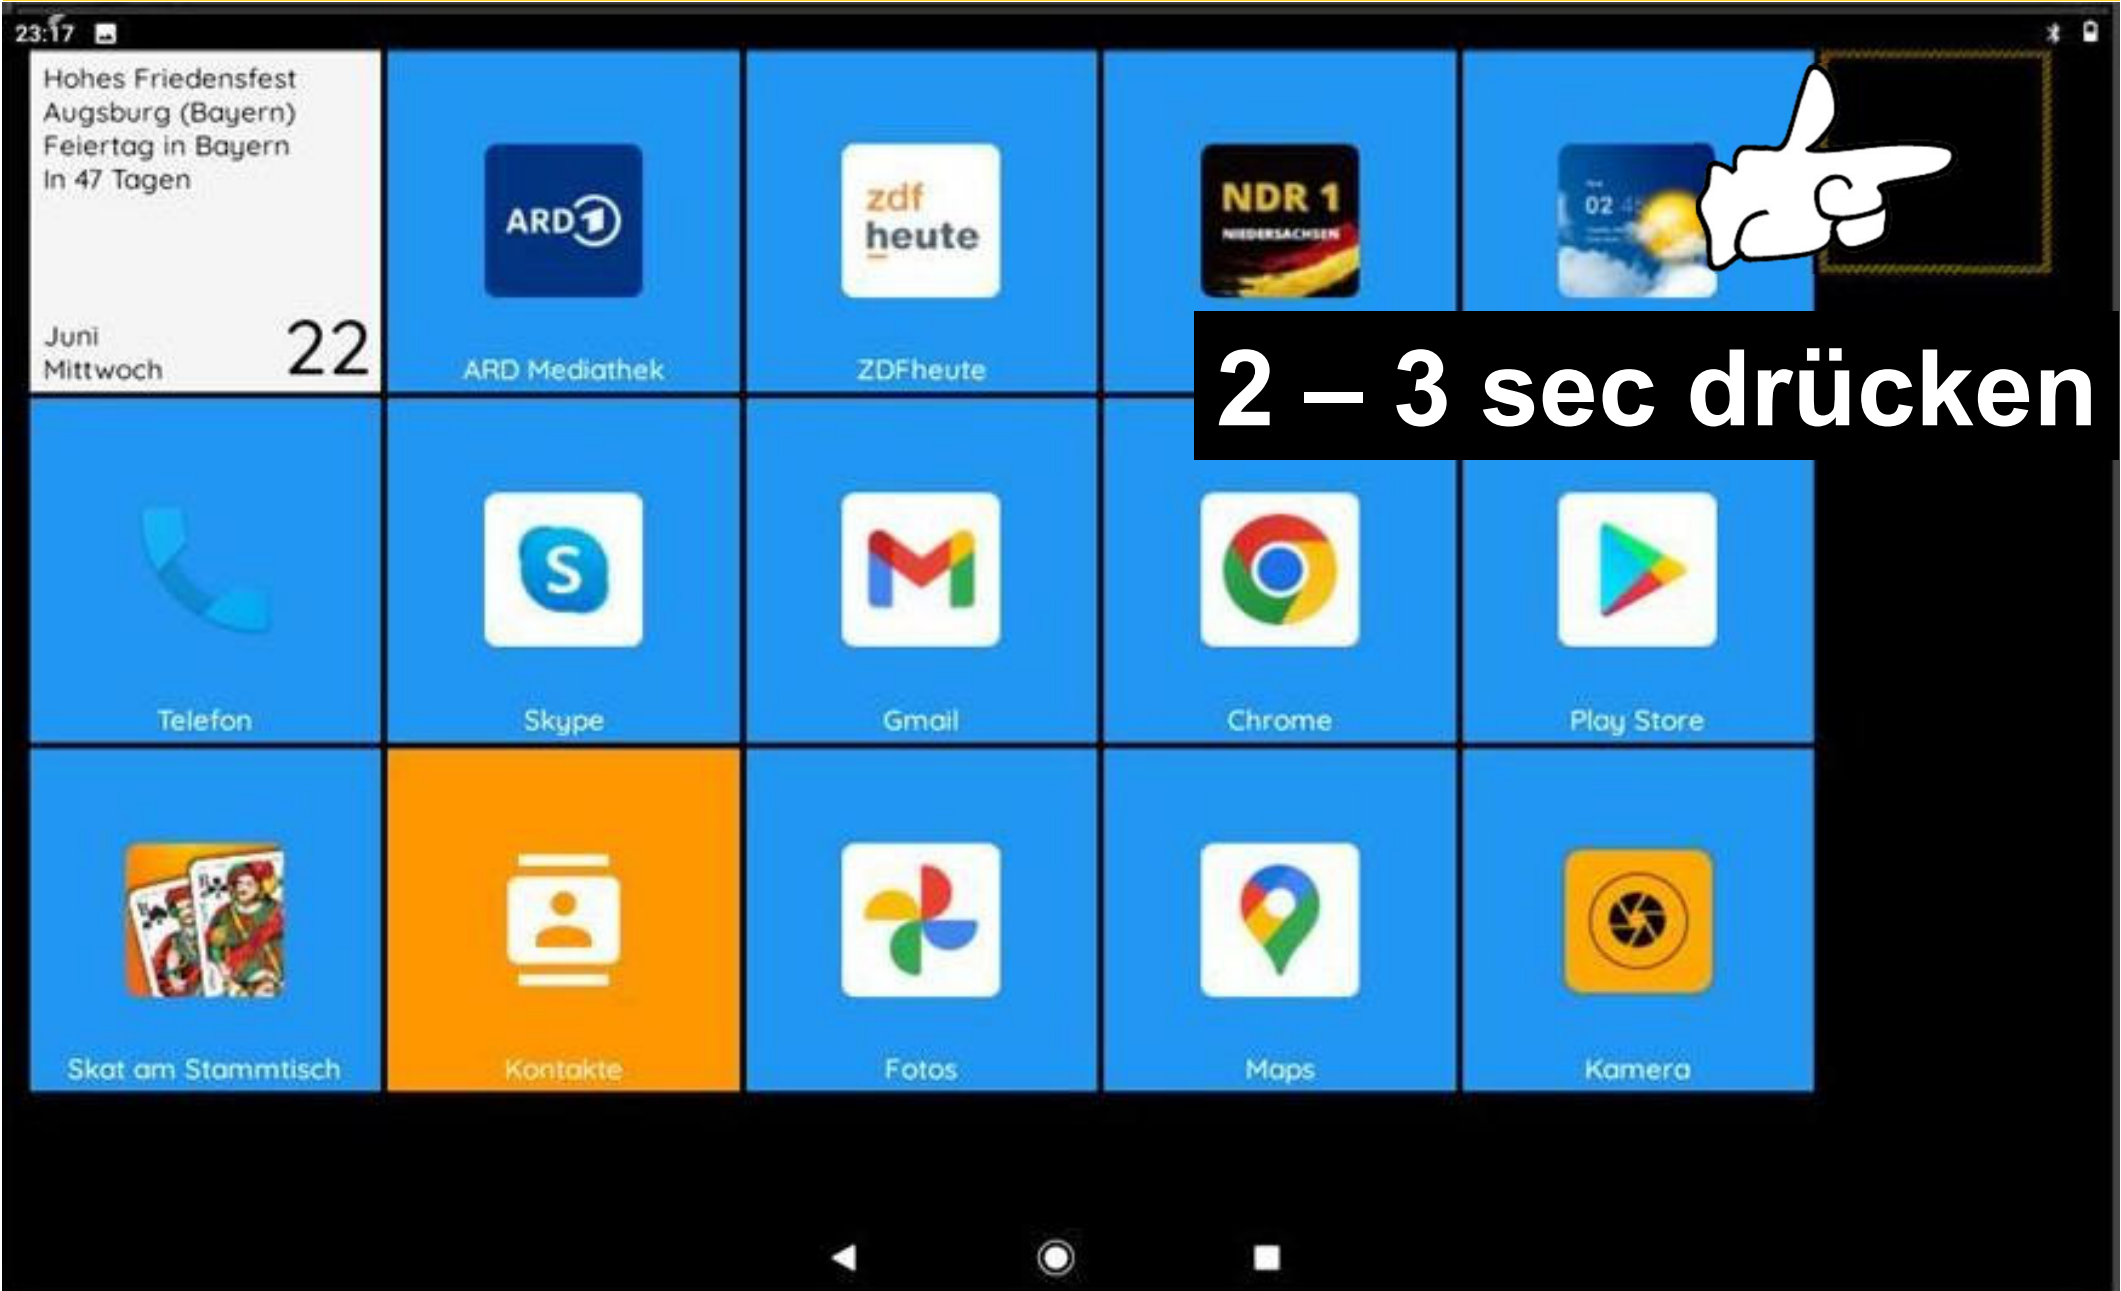 23:17
Hohes Friedensfest
Augsburg (Bayern)
Feiertag in Bayern
In 47 Tagen
Juni
Mittwoch
22
ARD 1
ARD Mediathek
zdf
heute
ZDFheute
NDR 1
NIEDERSACHSEN
02
2 – 3 sec drücken
Telefon
S
Skype
Gmail
Chrome
Play Store
Skat am Stammtisch
Kontakte
Fotos
Maps
Kamera